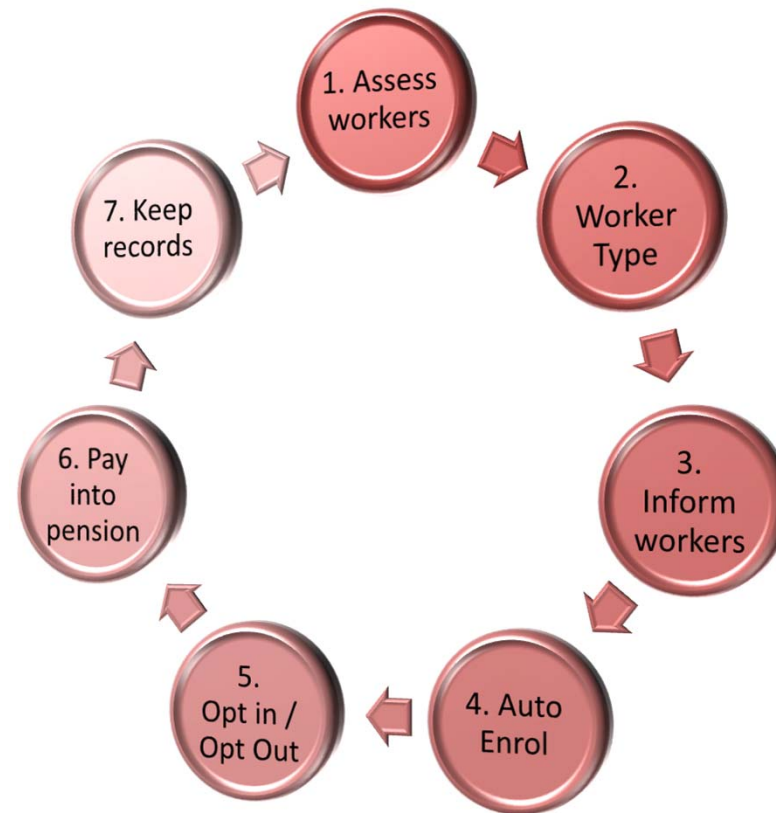 1. Assess
workers
2.
Worker
Type
3.
Inform
workers
4. Auto
Enrol
5.
Opt in /
Opt Out
6. Pay
into
pension
7. Keep
records